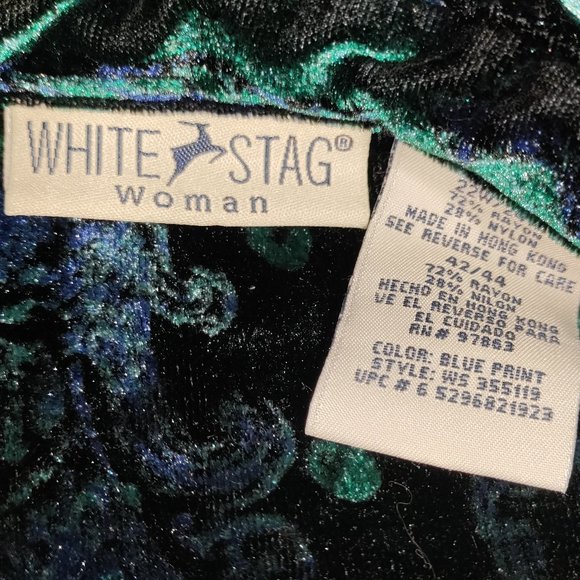 WHITE STAG®
Woman
22W
72% RAYON
28% NYLON
MADE IN HONG KONG
SEE REVERSE FOR CARE
42/44
72% RAYON
28% NILON
HECHO EN HONG KONG
VE EL REVERSO PARA
EL CUIDADO
RN# 97863
COLOR: BLUE PRINT
STYLE: WS 355119
UPC # 6 5296821923